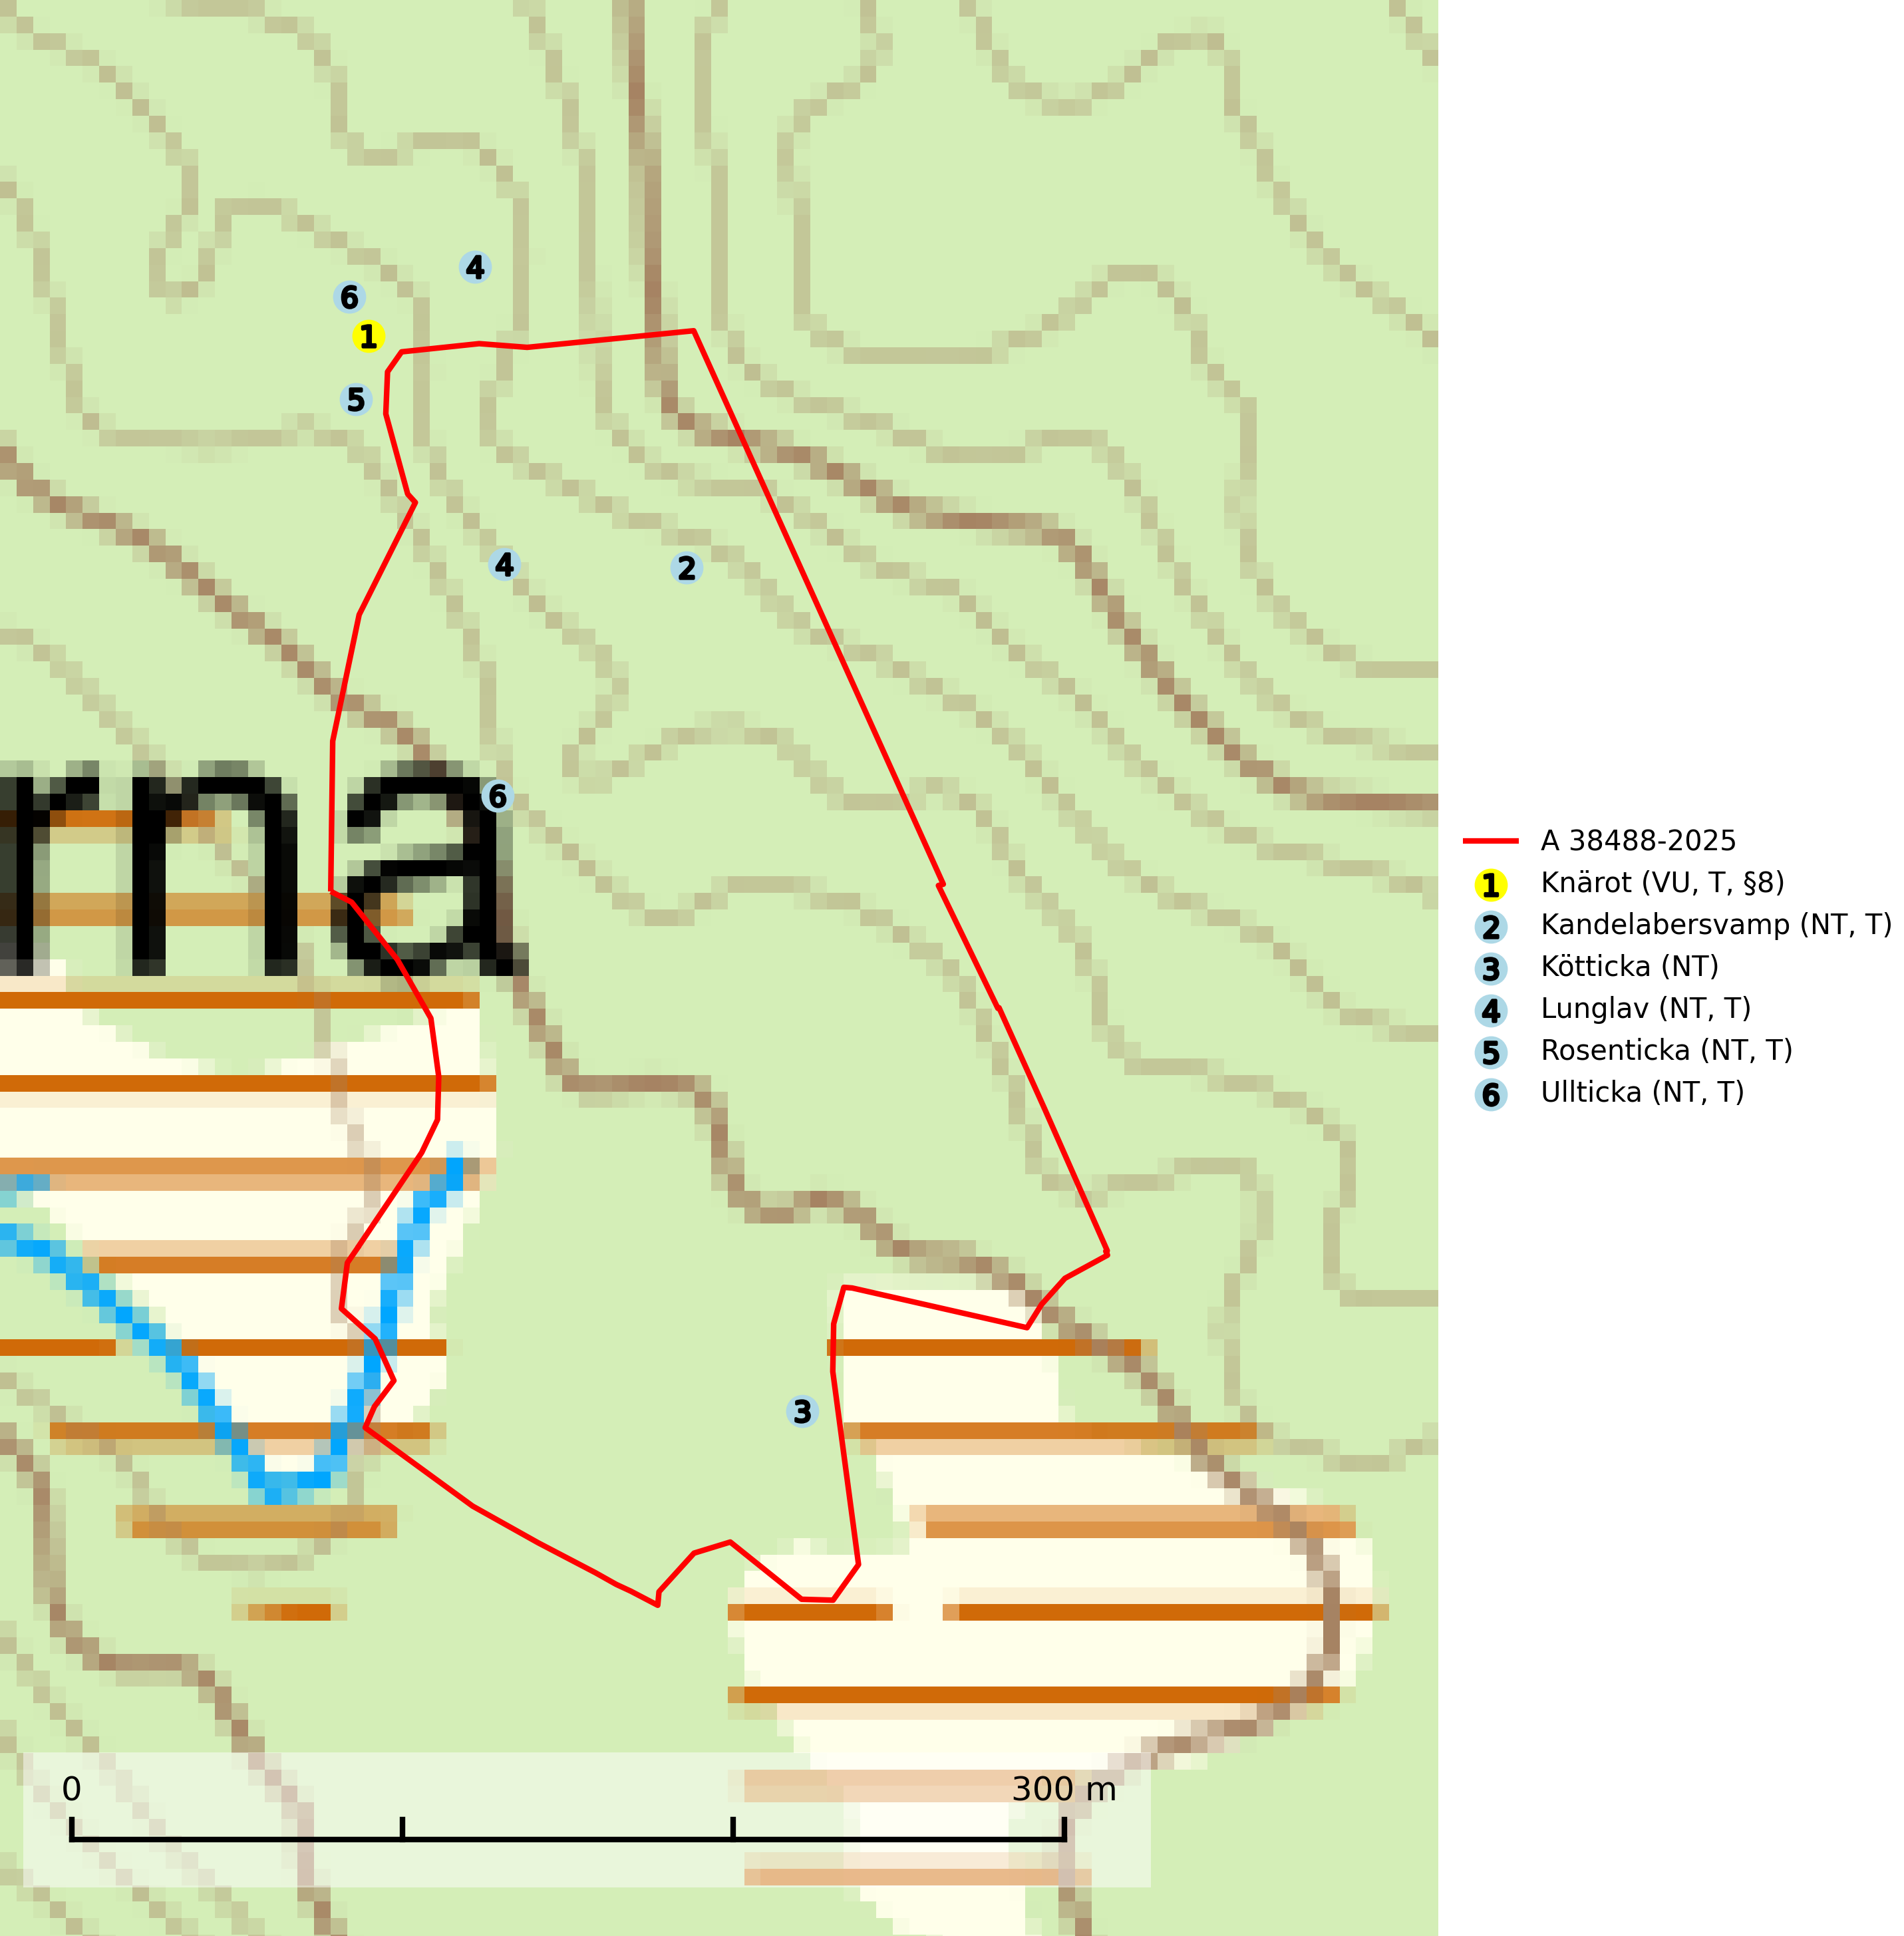 4
6
1
5
4
2
ma
6
3
0 300 m
A 38488-2025
1 Knärot (VU, T, §8)
2 Kandelabersvamp (NT, T)
3 Kötticka (NT)
4 Lunglav (NT, T)
5 Rosenticka (NT, T)
6 Ullticka (NT, T)